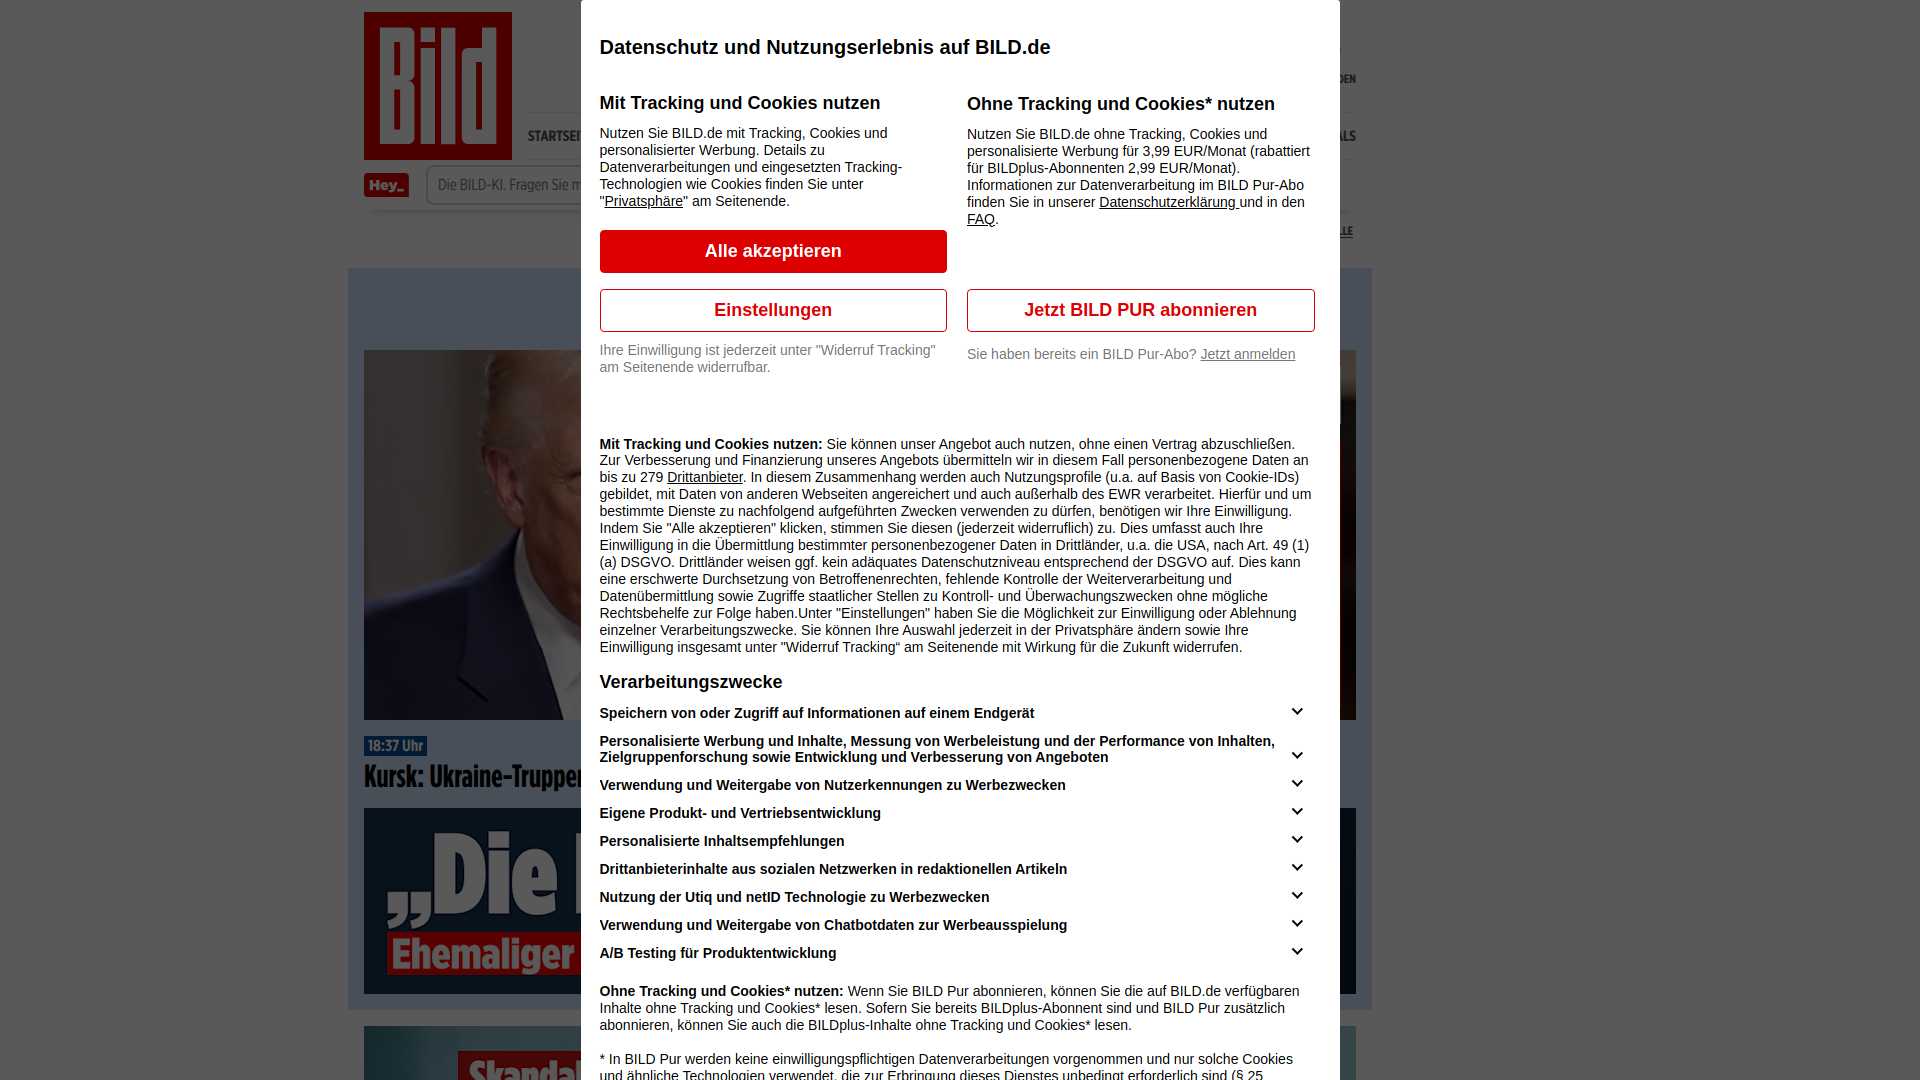 Bild
DEN
STARTSEI
ALS
Hey_
Die BILD-KI. Fragen Sie m
LLE
18:37 Uhr
Kursk: Ukraine-Truppen
„Die
Ehemaliger
Skandal
Datenschutz und Nutzungserlebnis auf BILD.de
Mit Tracking und Cookies nutzen
Nutzen Sie BILD.de mit Tracking, Cookies und
personalisierter Werbung. Details zu
Datenverarbeitungen und eingesetzten Tracking-
Technologien wie Cookies finden Sie unter
"Privatsphäre" am Seitenende.
Alle akzeptieren
Einstellungen
Ihre Einwilligung ist jederzeit unter "Widerruf Tracking"
am Seitenende widerrufbar.
Ohne Tracking und Cookies* nutzen
Nutzen Sie BILD.de ohne Tracking, Cookies und
personalisierte Werbung für 3,99 EUR/Monat (rabattiert
für BILDplus-Abonnenten 2,99 EUR/Monat).
Informationen zur Datenverarbeitung im BILD Pur-Abo
finden Sie in unserer Datenschutzerklärung und in den
FAQ.
Jetzt BILD PUR abonnieren
Sie haben bereits ein BILD Pur-Abo? Jetzt anmelden
Mit Tracking und Cookies nutzen: Sie können unser Angebot auch nutzen, ohne einen Vertrag abzuschließen.
Zur Verbesserung und Finanzierung unseres Angebots übermitteln wir in diesem Fall personenbezogene Daten an
bis zu 279 Drittanbieter. In diesem Zusammenhang werden auch Nutzungsprofile (u.a. auf Basis von Cookie-IDs)
gebildet, mit Daten von anderen Webseiten angereichert und auch außerhalb des EWR verarbeitet. Hierfür und um
bestimmte Dienste zu nachfolgend aufgeführten Zwecken verwenden zu dürfen, benötigen wir Ihre Einwilligung.
Indem Sie "Alle akzeptieren" klicken, stimmen Sie diesen (jederzeit widerruflich) zu. Dies umfasst auch Ihre
Einwilligung in die Übermittlung bestimmter personenbezogener Daten in Drittländer, u.a. die USA, nach Art. 49 (1)
(a) DSGVO. Drittländer weisen ggf. kein adäquates Datenschutzniveau entsprechend der DSGVO auf. Dies kann
eine erschwerte Durchsetzung von Betroffenenrechten, fehlende Kontrolle der Weiterverarbeitung und
Datenübermittlung sowie Zugriffe staatlicher Stellen zu Kontroll- und Überwachungszwecken ohne mögliche
Rechtsbehelfe zur Folge haben.Unter "Einstellungen" haben Sie die Möglichkeit zur Einwilligung oder Ablehnung
einzelner Verarbeitungszwecke. Sie können Ihre Auswahl jederzeit in der Privatsphäre ändern sowie Ihre
Einwilligung insgesamt unter "Widerruf Tracking“ am Seitenende mit Wirkung für die Zukunft widerrufen.
Verarbeitungszwecke
Speichern von oder Zugriff auf Informationen auf einem Endgerät
Personalisierte Werbung und Inhalte, Messung von Werbeleistung und der Performance von Inhalten,
Zielgruppenforschung sowie Entwicklung und Verbesserung von Angeboten
Verwendung und Weitergabe von Nutzerkennungen zu Werbezwecken
Eigene Produkt- und Vertriebsentwicklung
Personalisierte Inhaltsempfehlungen
Drittanbieterinhalte aus sozialen Netzwerken in redaktionellen Artikeln
Nutzung der Utiq und netID Technologie zu Werbezwecken
Verwendung und Weitergabe von Chatbotdaten zur Werbeausspielung
A/B Testing für Produktentwicklung
Ohne Tracking und Cookies* nutzen: Wenn Sie BILD Pur abonnieren, können Sie die auf BILD.de verfügbaren
Inhalte ohne Tracking und Cookies* lesen. Sofern Sie bereits BILDplus-Abonnent sind und BILD Pur zusätzlich
abonnieren, können Sie auch die BILDplus-Inhalte ohne Tracking und Cookies* lesen.
* In BILD Pur werden keine einwilligungspflichtigen Datenverarbeitungen vorgenommen und nur solche Cookies
und ähnliche Technologien verwendet, die zur Erbringung dieses Dienstes unbedingt erforderlich sind (§ 25